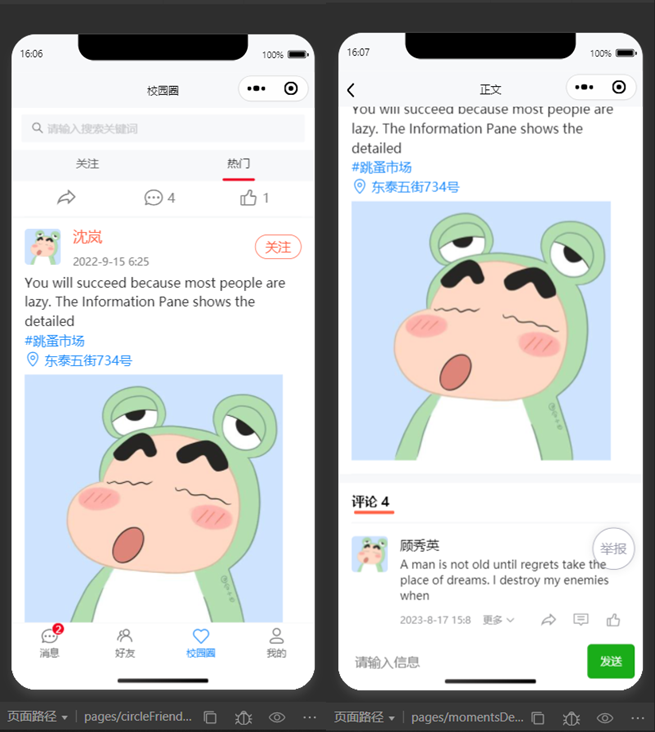 16:06
100%
校园圈
请输入搜索关键词
关注
热门
4
1
沈岚
2022-9-15 6:25
关注
You will succeed because most people are
lazy. The Information Pane shows the
detailed
#跳蚤市场
东泰五街734号
2
消息
好友
校园圈
我的
页面路径
pages/circleFriend...
16:07
100%
正文
You will succeed because most people are
lazy. The Information Pane shows the
detailed
#跳蚤市场
东泰五街734号
评论 4
顾秀英
举报
A man is not old until regrets take the
place of dreams. I destroy my enemies
when
2023-8-17 15:8
更多
请输入信息
发送
页面路径
pages/momentsDe...